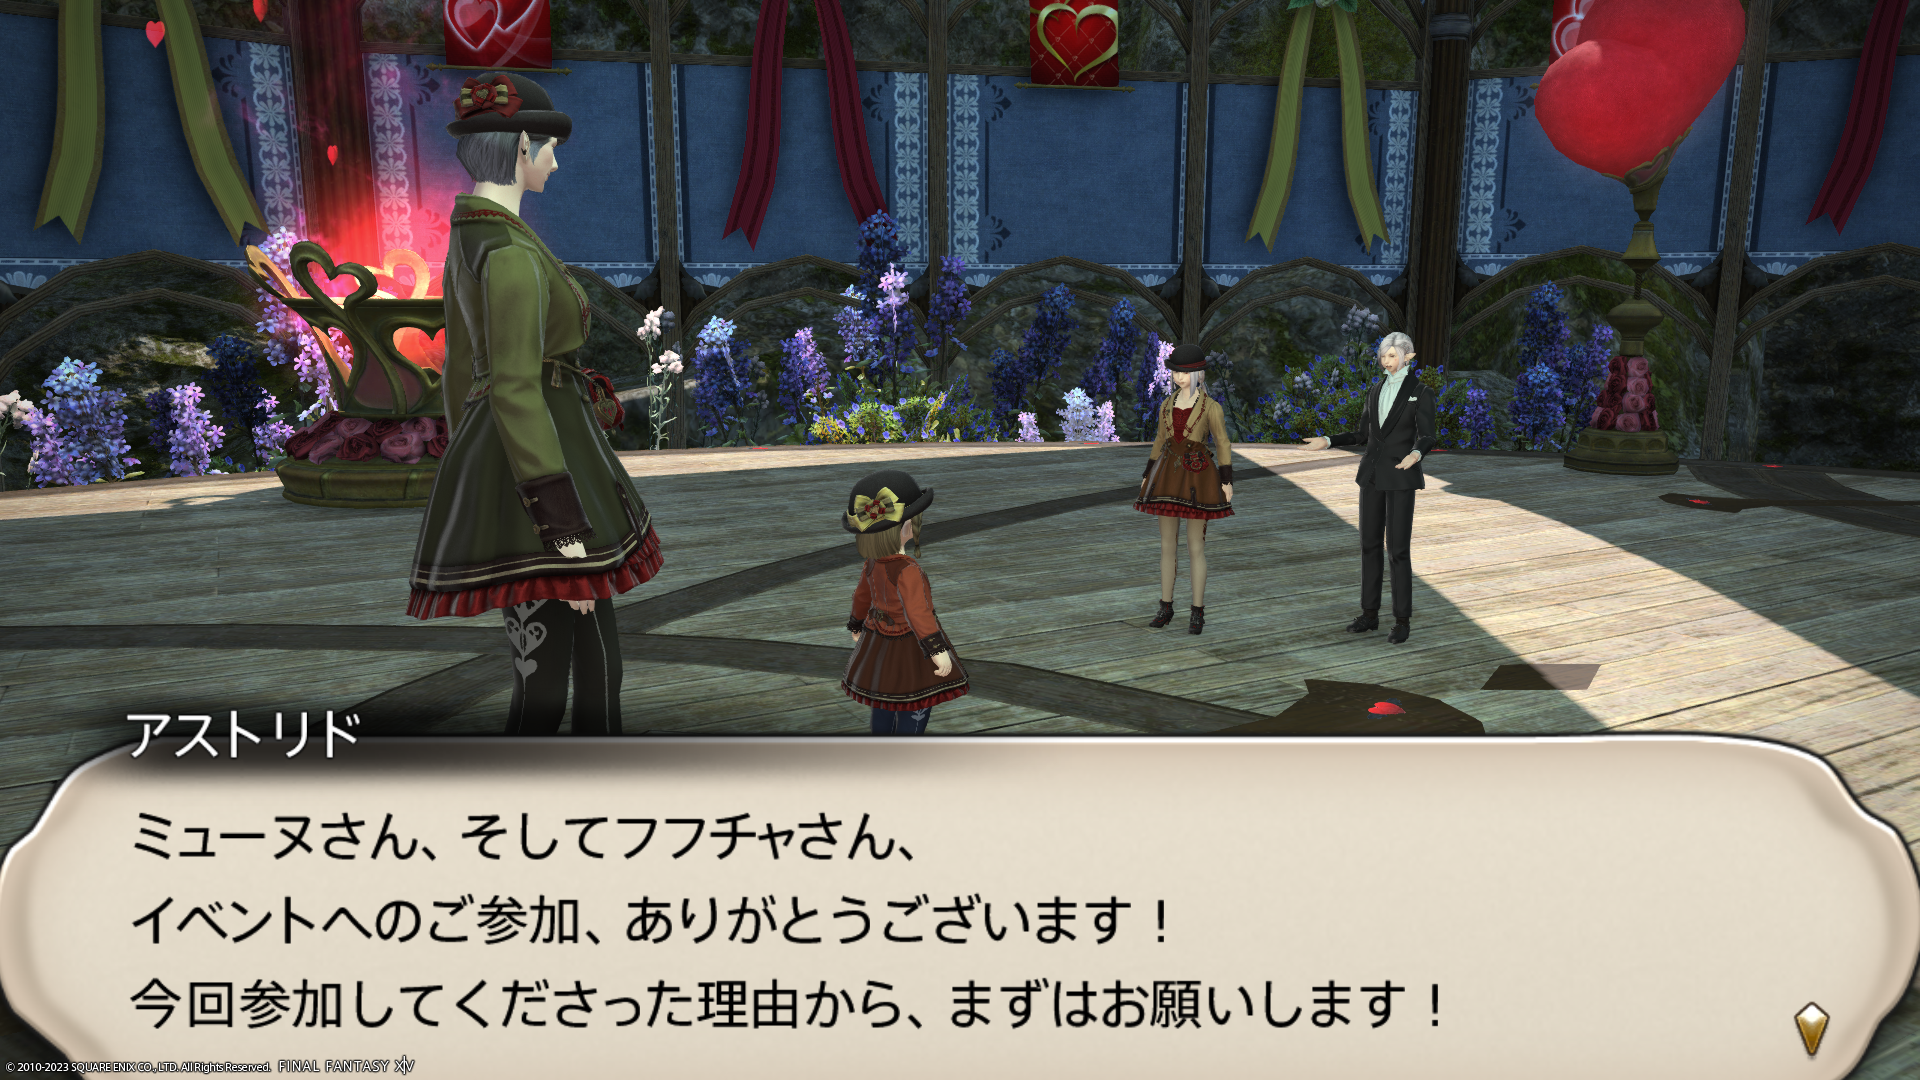 アストリド
ミューヌさん、そしてフフチャさん、
イベントへのご参加、ありがとうございます！
今回参加してくださった理由から、まずはお願いします！
© 2010-2023 SQUARE ENIX CO., LTD. All Rights Reserved. FINAL FANTASY XIV